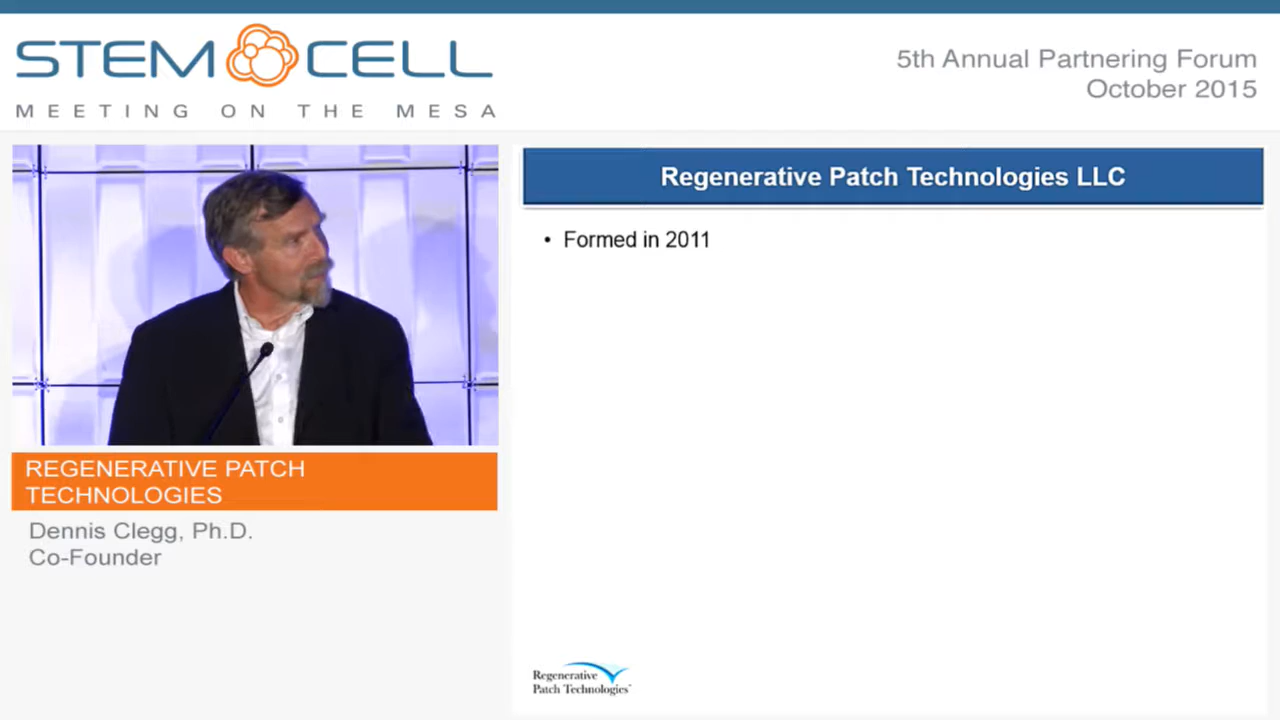 STEM CELL
MEETING ON THE MESA
5th Annual Partnering Forum
October 2015
REGENERATIVE PATCH
TECHNOLOGIES
Dennis Clegg, Ph.D.
Co-Founder
Regenerative Patch Technologies LLC
• Formed in 2011
Regenerative
Patch Technologies™